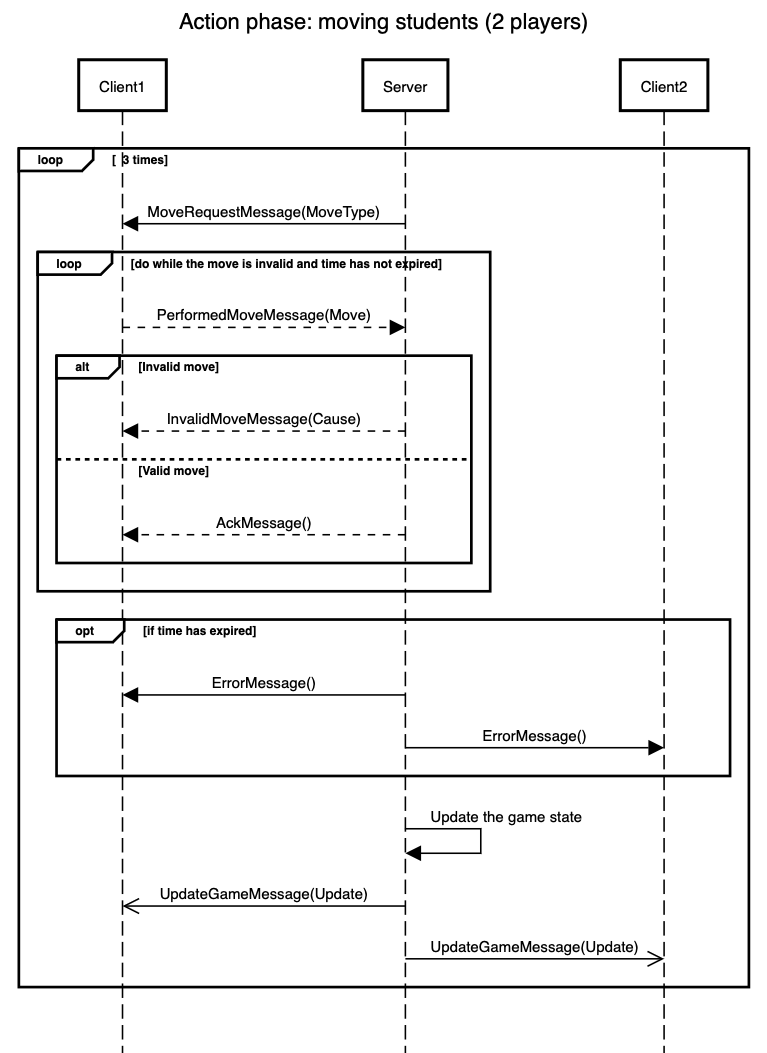 Action phase: moving students (2 players)
Client1
Server
Client2
loop
[ 3 times]
MoveRequestMessage(MoveType)
loop
[do while the move is invalid and time has not expired]
PerformedMoveMessage(Move)
alt
[Invalid move]
InvalidMoveMessage(Cause)
[Valid move]
AckMessage()
opt
[if time has expired]
ErrorMessage()
ErrorMessage()
Update the game state
UpdateGameMessage(Update)
UpdateGameMessage(Update)